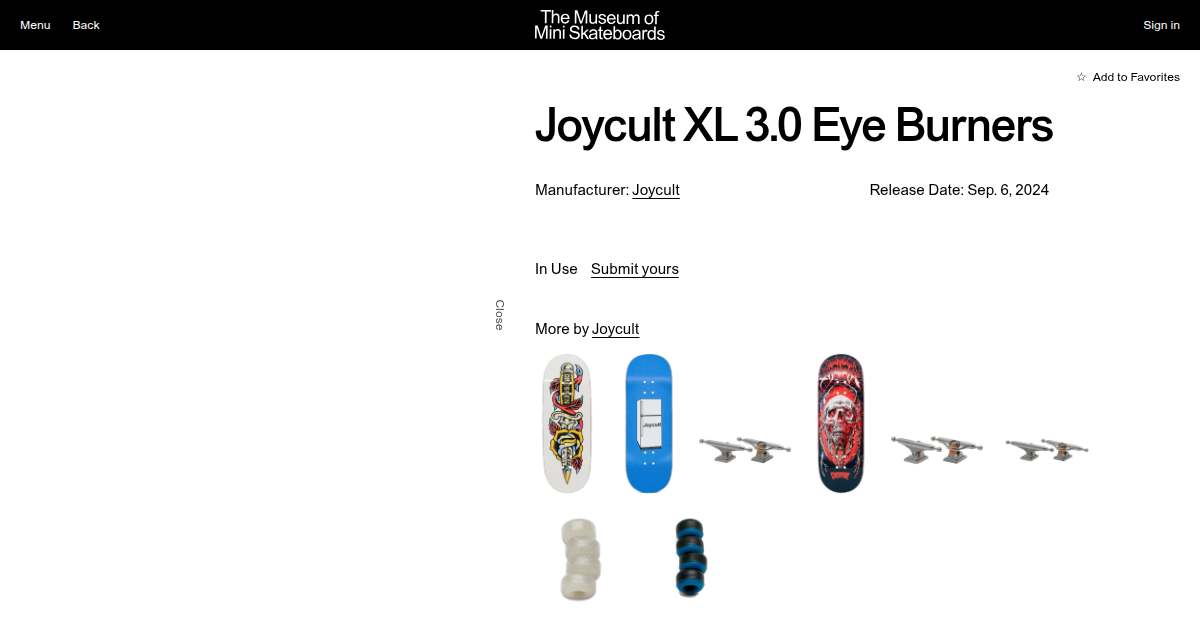 Menu
Back
The Museum of
Mini Skateboards
Sign in
☆ Add to Favorites
Joycult XL 3.0 Eye Burners
Manufacturer: Joycult
Release Date: Sep. 6, 2024
In Use
Submit yours
Close
More by Joycult
Joycult